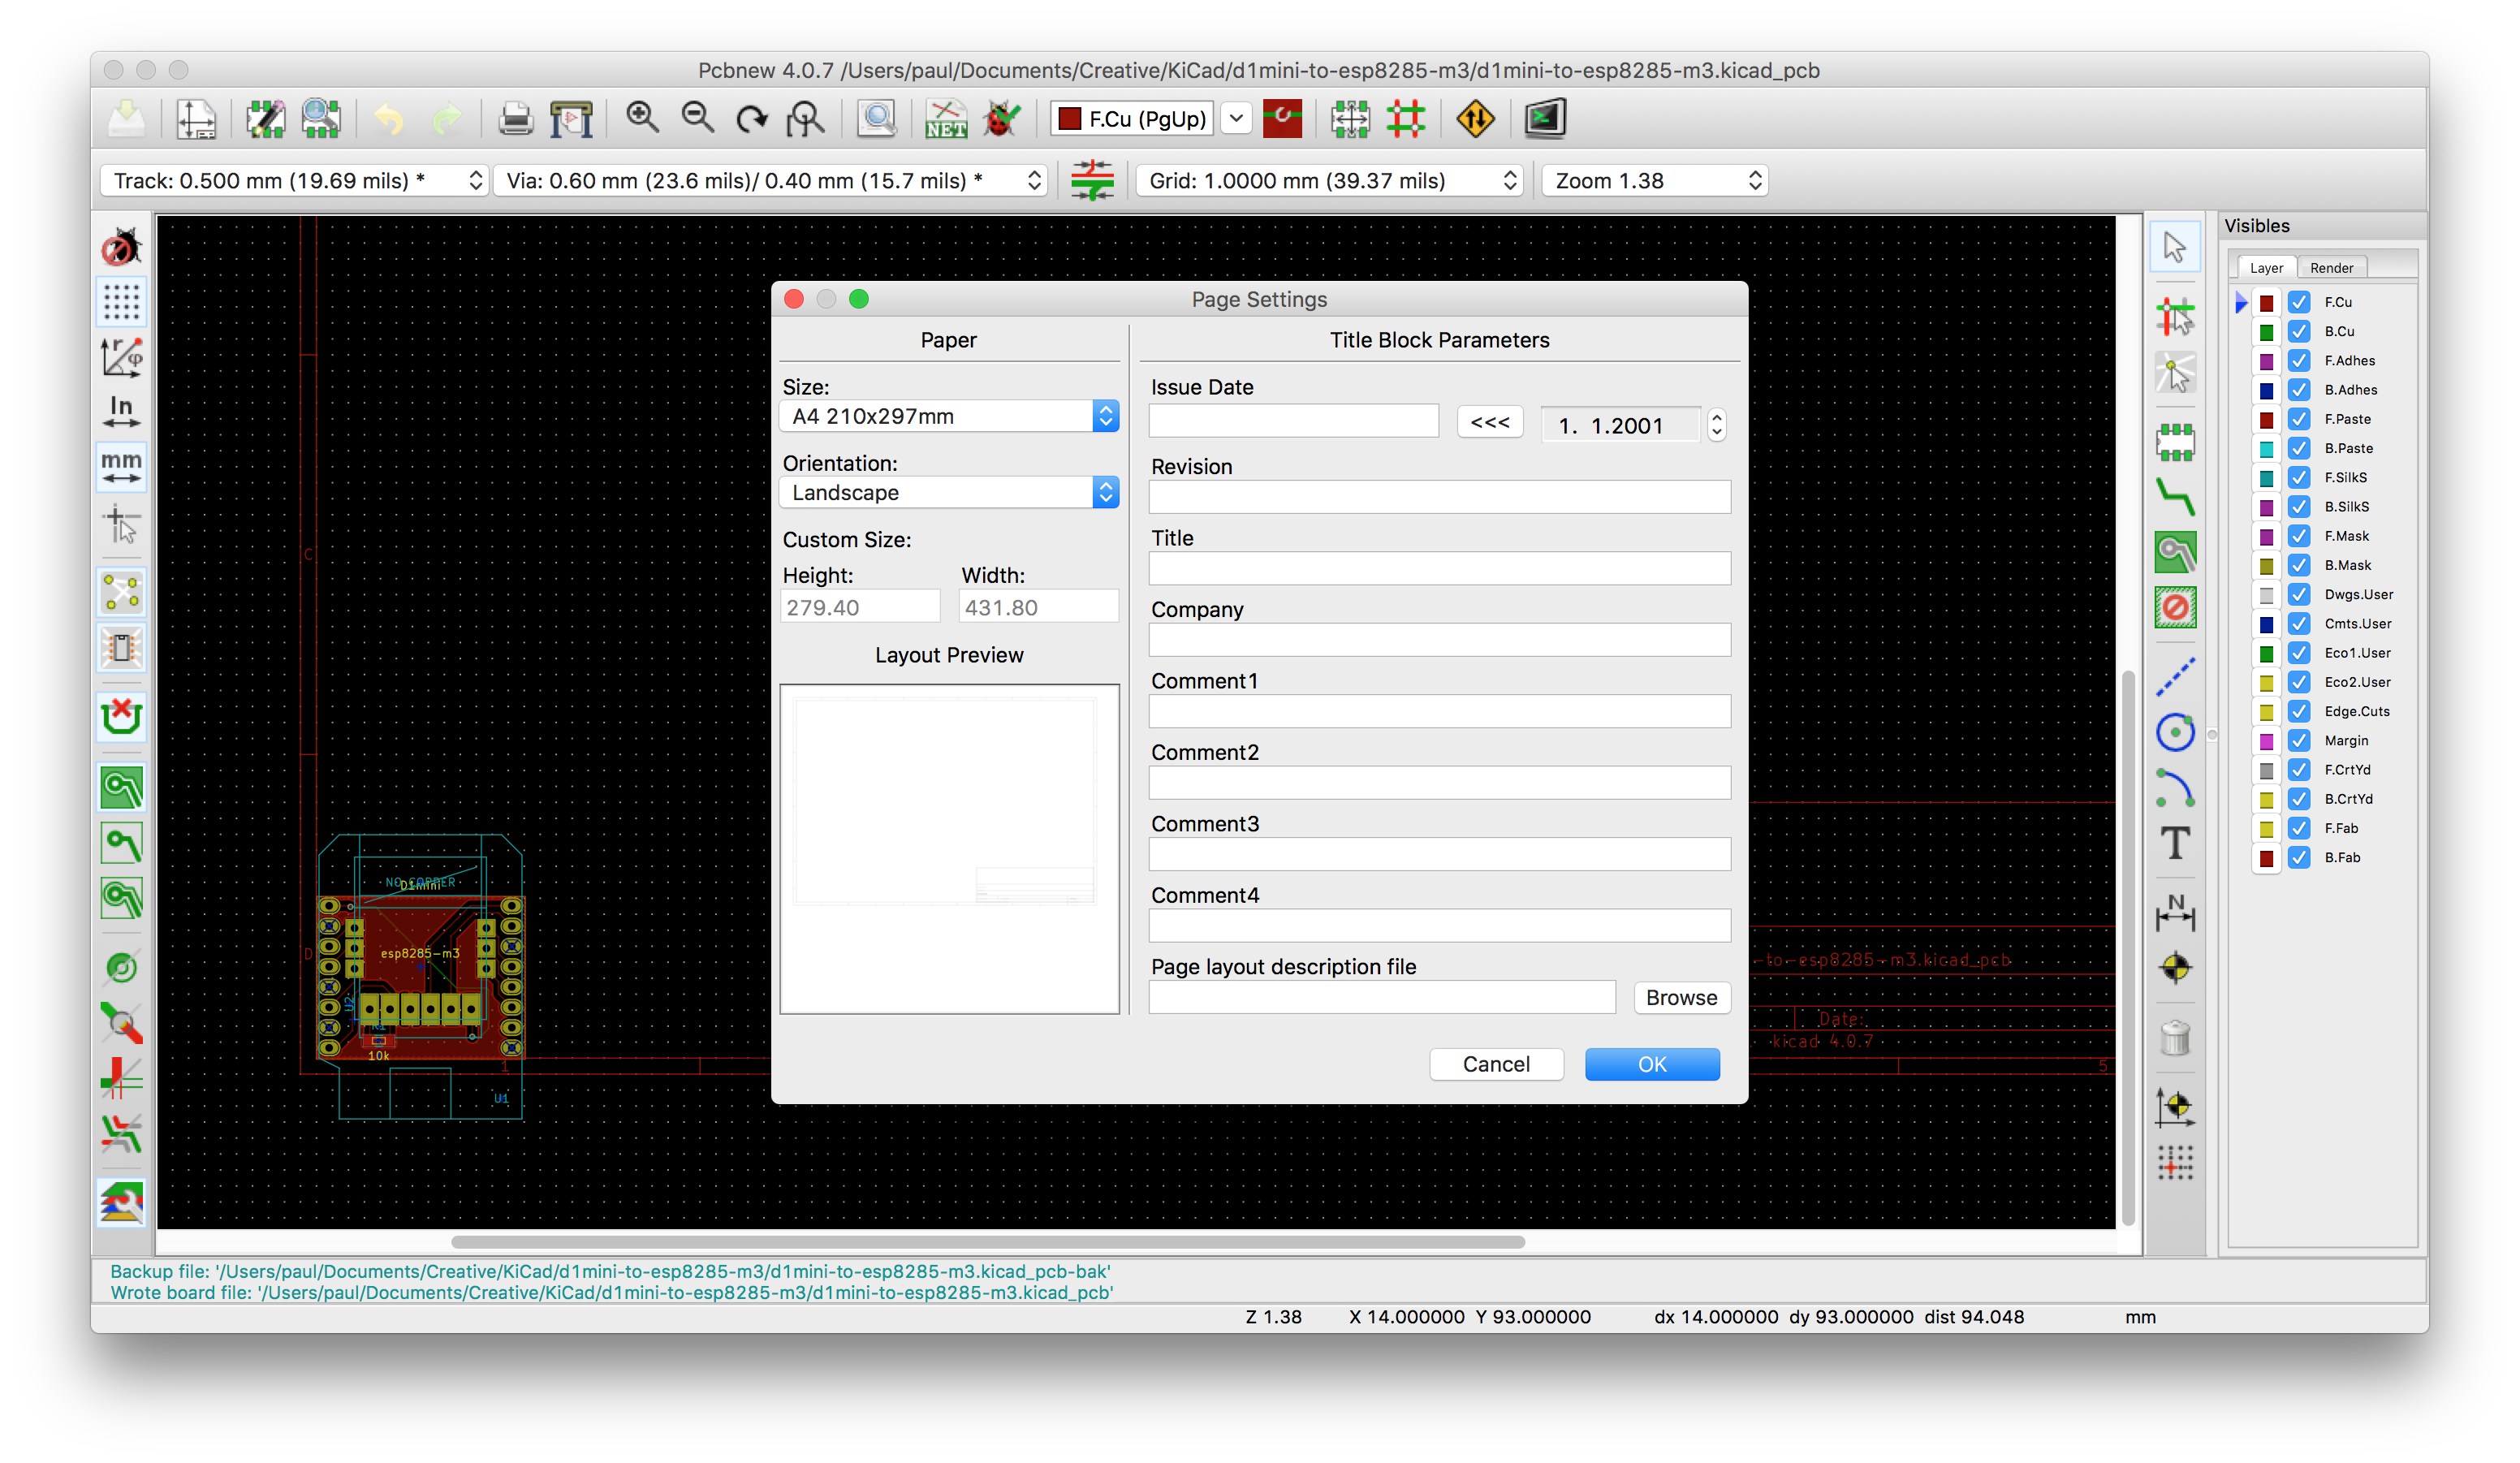 Pcbnew 4.0.7 /Users/paul/Documents/Creative/KiCad/d1mini-to-esp8285-m3/d1mini-to-esp8285-m3.kicad_pcb
NET
F.Cu (PgUp)
Track: 0.500 mm (19.69 mils) *
Via: 0.60 mm (23.6 mils)/ 0.40 mm (15.7 mils) *
Grid: 1.0000 mm (39.37 mils)
Zoom 1.38
In
mm
C
D
NO COPPER
D1mini
esp8285-m3
U2
R1
10k
1
U1
-to-esp8285-m3.kicad_pcb
Date:
kicad 4.0.7
5
Page Settings
Paper
Size:
A4 210x297mm
Orientation:
Landscape
Custom Size:
Height:
Width:
279.40
431.80
Layout Preview
Title Block Parameters
Issue Date
<<<
1. 1.2001
Revision
Title
Company
Comment1
Comment2
Comment3
Comment4
Page layout description file
Browse
Cancel
OK
T
N
Visibles
Layer
Render
F.Cu
B.Cu
F.Adhes
B.Adhes
F.Paste
B.Paste
F.SilkS
B.SilkS
F.Mask
B.Mask
Dwgs.User
Cmts.User
Eco1.User
Eco2.User
Edge.Cuts
Margin
F.CrtYd
B.CrtYd
F.Fab
B.Fab
Backup file: '/Users/paul/Documents/Creative/KiCad/d1mini-to-esp8285-m3/d1mini-to-esp8285-m3.kicad_pcb-bak'
Wrote board file: '/Users/paul/Documents/Creative/KiCad/d1mini-to-esp8285-m3/d1mini-to-esp8285-m3.kicad_pcb'
Z 1.38
X 14.000000 Y 93.000000
dx 14.000000 dy 93.000000 dist 94.048
mm